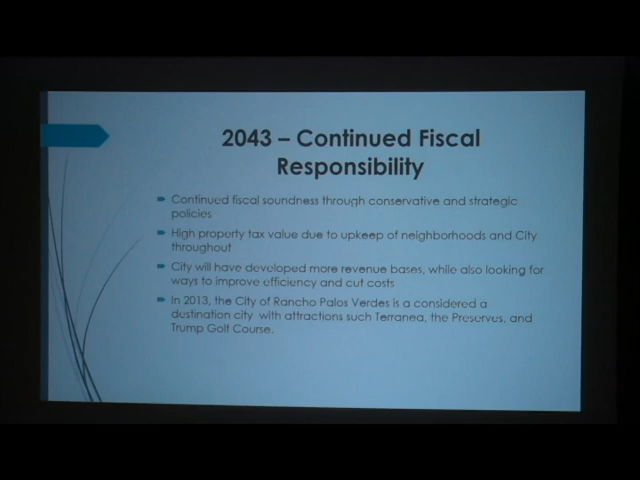 2043 – Continued Fiscal
Responsibility
Continued fiscal soundness through conservative and strategic
policies
High property tax value due to upkeep of neighborhoods and City
throughout
City will have developed more revenue bases, while also looking for
ways to improve efficiency and cut costs
In 2013, the City of Rancho Palos Verdes is a considered a
destination city with attractions such Terranea, the Preserves, and
Trump Golf Course.